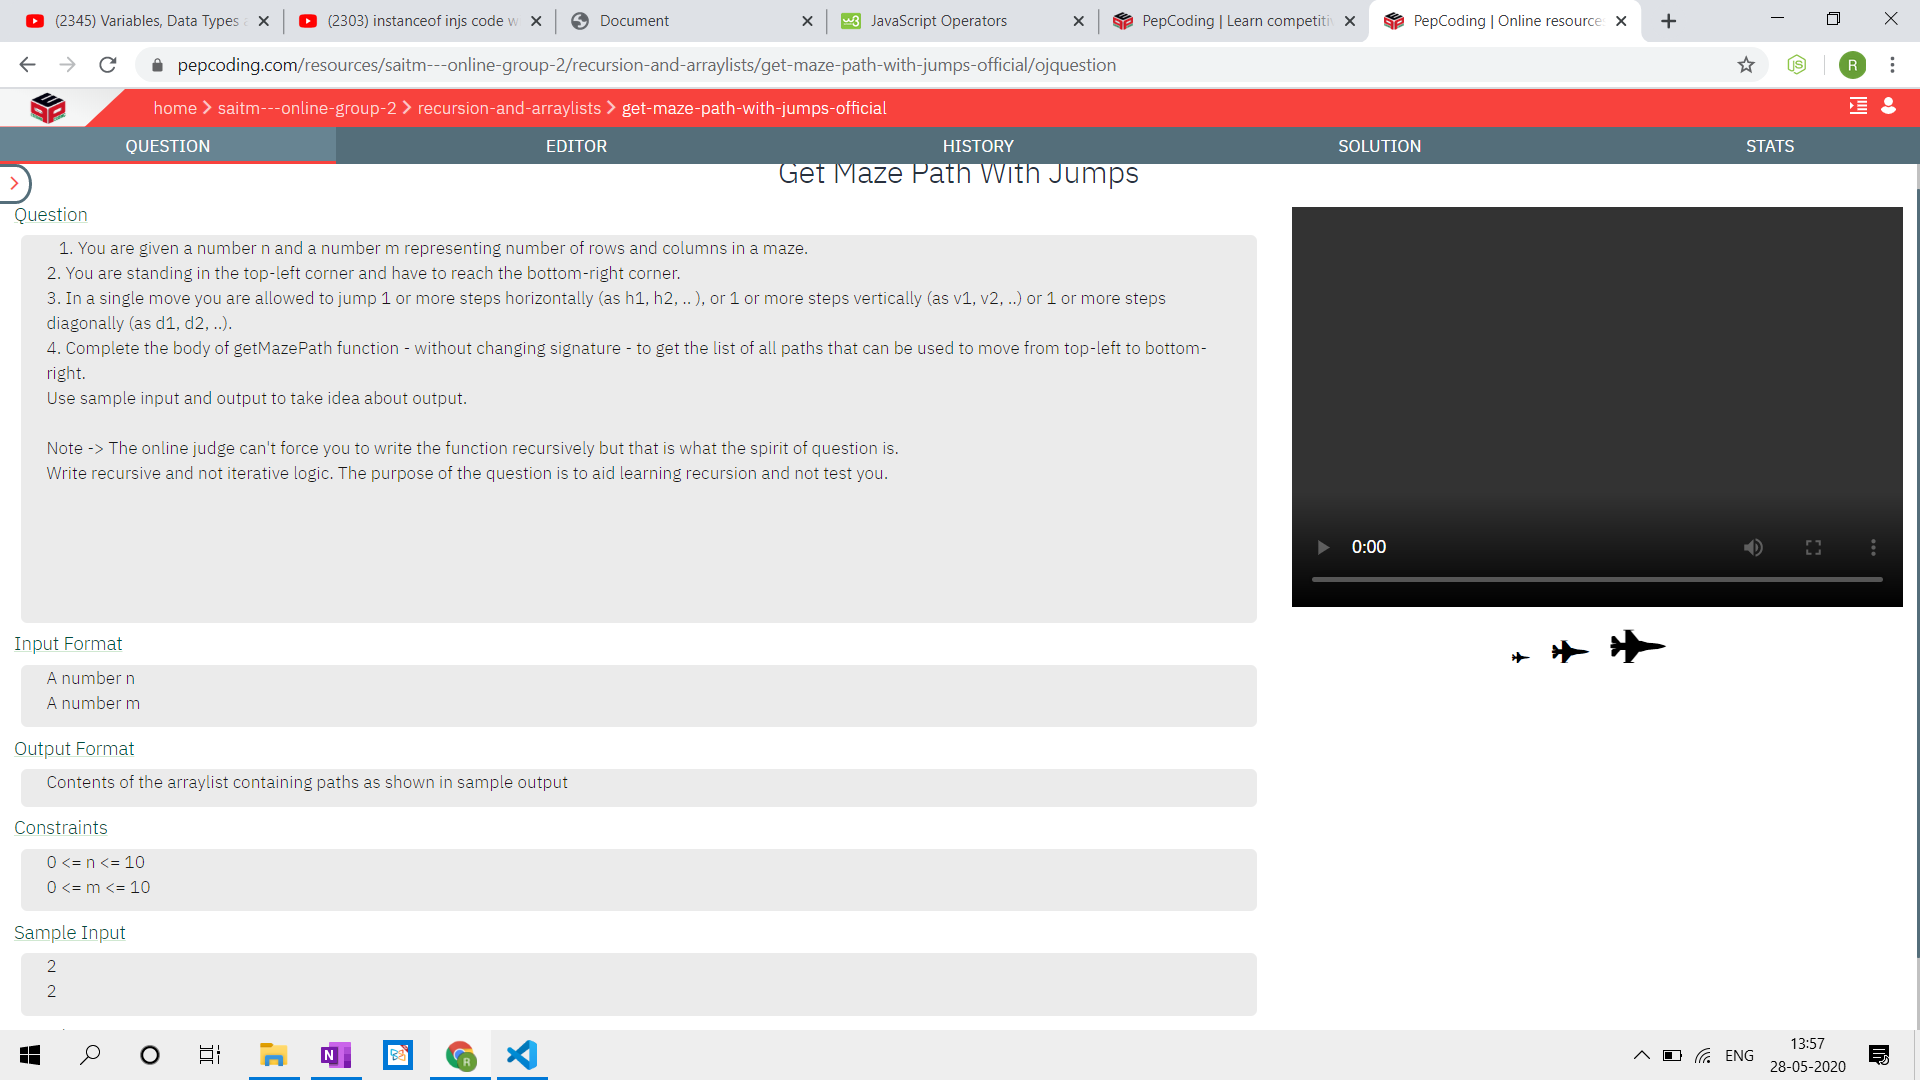 (2345) Variables, Data Types
(2303) instanceof injs code w
Document
JavaScript Operators
PepCoding | Learn competitiv
PepCoding | Online resource
pepcoding.com/resources/saitm---online-group-2/recursion-and-arraylists/get-maze-path-with-jumps-official/ojquestion
R
home > saitm---online-group-2 > recursion-and-arraylists > get-maze-path-with-jumps-official
QUESTION EDITOR HISTORY SOLUTION STATS
Get Maze Path With Jumps
Question
1. You are given a number n and a number m representing number of rows and columns in a maze.
2. You are standing in the top-left corner and have to reach the bottom-right corner.
3. In a single move you are allowed to jump 1 or more steps horizontally (as h1, h2, .. ), or 1 or more steps vertically (as v1, v2, ..) or 1 or more steps
diagonally (as d1, d2, ..).
4. Complete the body of getMazePath function - without changing signature - to get the list of all paths that can be used to move from top-left to bottom-
right.
Use sample input and output to take idea about output.
Note -> The online judge can't force you to write the function recursively but that is what the spirit of question is.
Write recursive and not iterative logic. The purpose of the question is to aid learning recursion and not test you.
0:00
Input Format
A number n
A number m
Output Format
Contents of the arraylist containing paths as shown in sample output
Constraints
0 <= n <= 10
0 <= m <= 10
Sample Input
2
2
ENG
13:57
28-05-2020